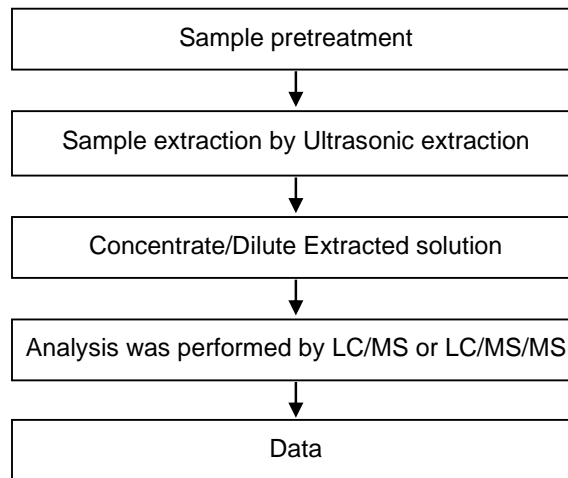 Sample pretreatment
Sample extraction by Ultrasonic extraction
Concentrate/Dilute Extracted solution
Analysis was performed by LC/MS or LC/MS/MS
Data